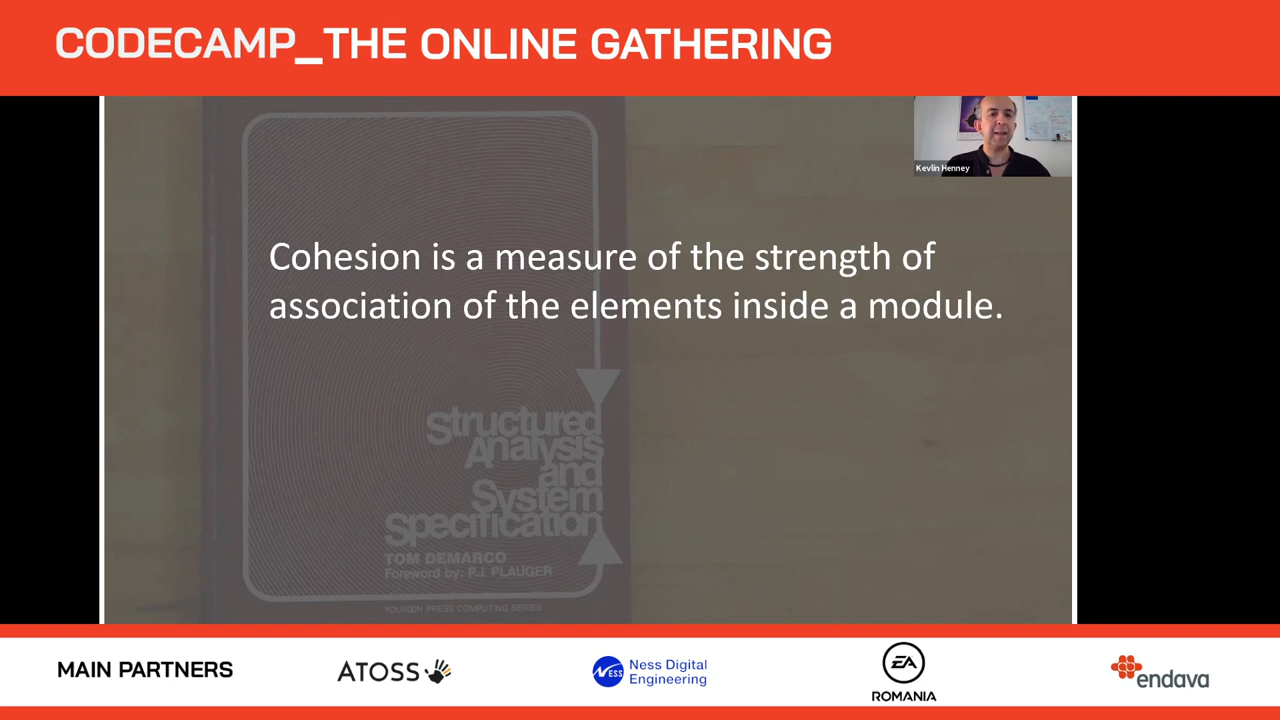 CODECAMP_THE ONLINE GATHERING
Kevlin Henney
Cohesion is a measure of the strength of
association of the elements inside a module.
Structured
Analysis
and
System
Specification
TOM DEMARCO
Foreword by: P.J. PLAUGER
YOURDON PRESS COMPUTING SERIES
MAIN PARTNERS
ATOSS
NESS
Ness Digital
Engineering
EA
ROMANIA
endava